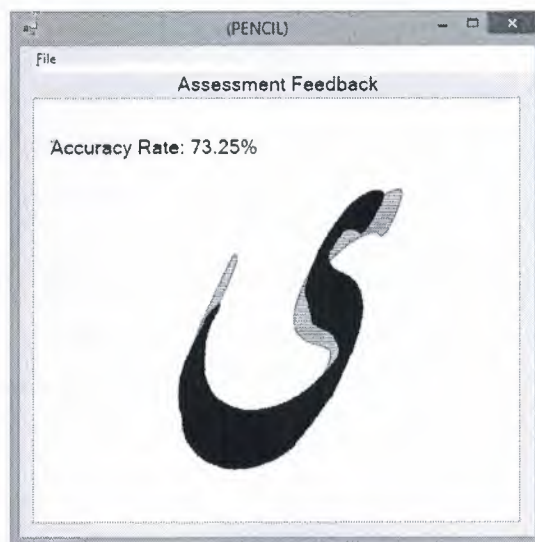 (PENCIL)
File
Assessment Feedback
Accuracy Rate: 73.25%
ی